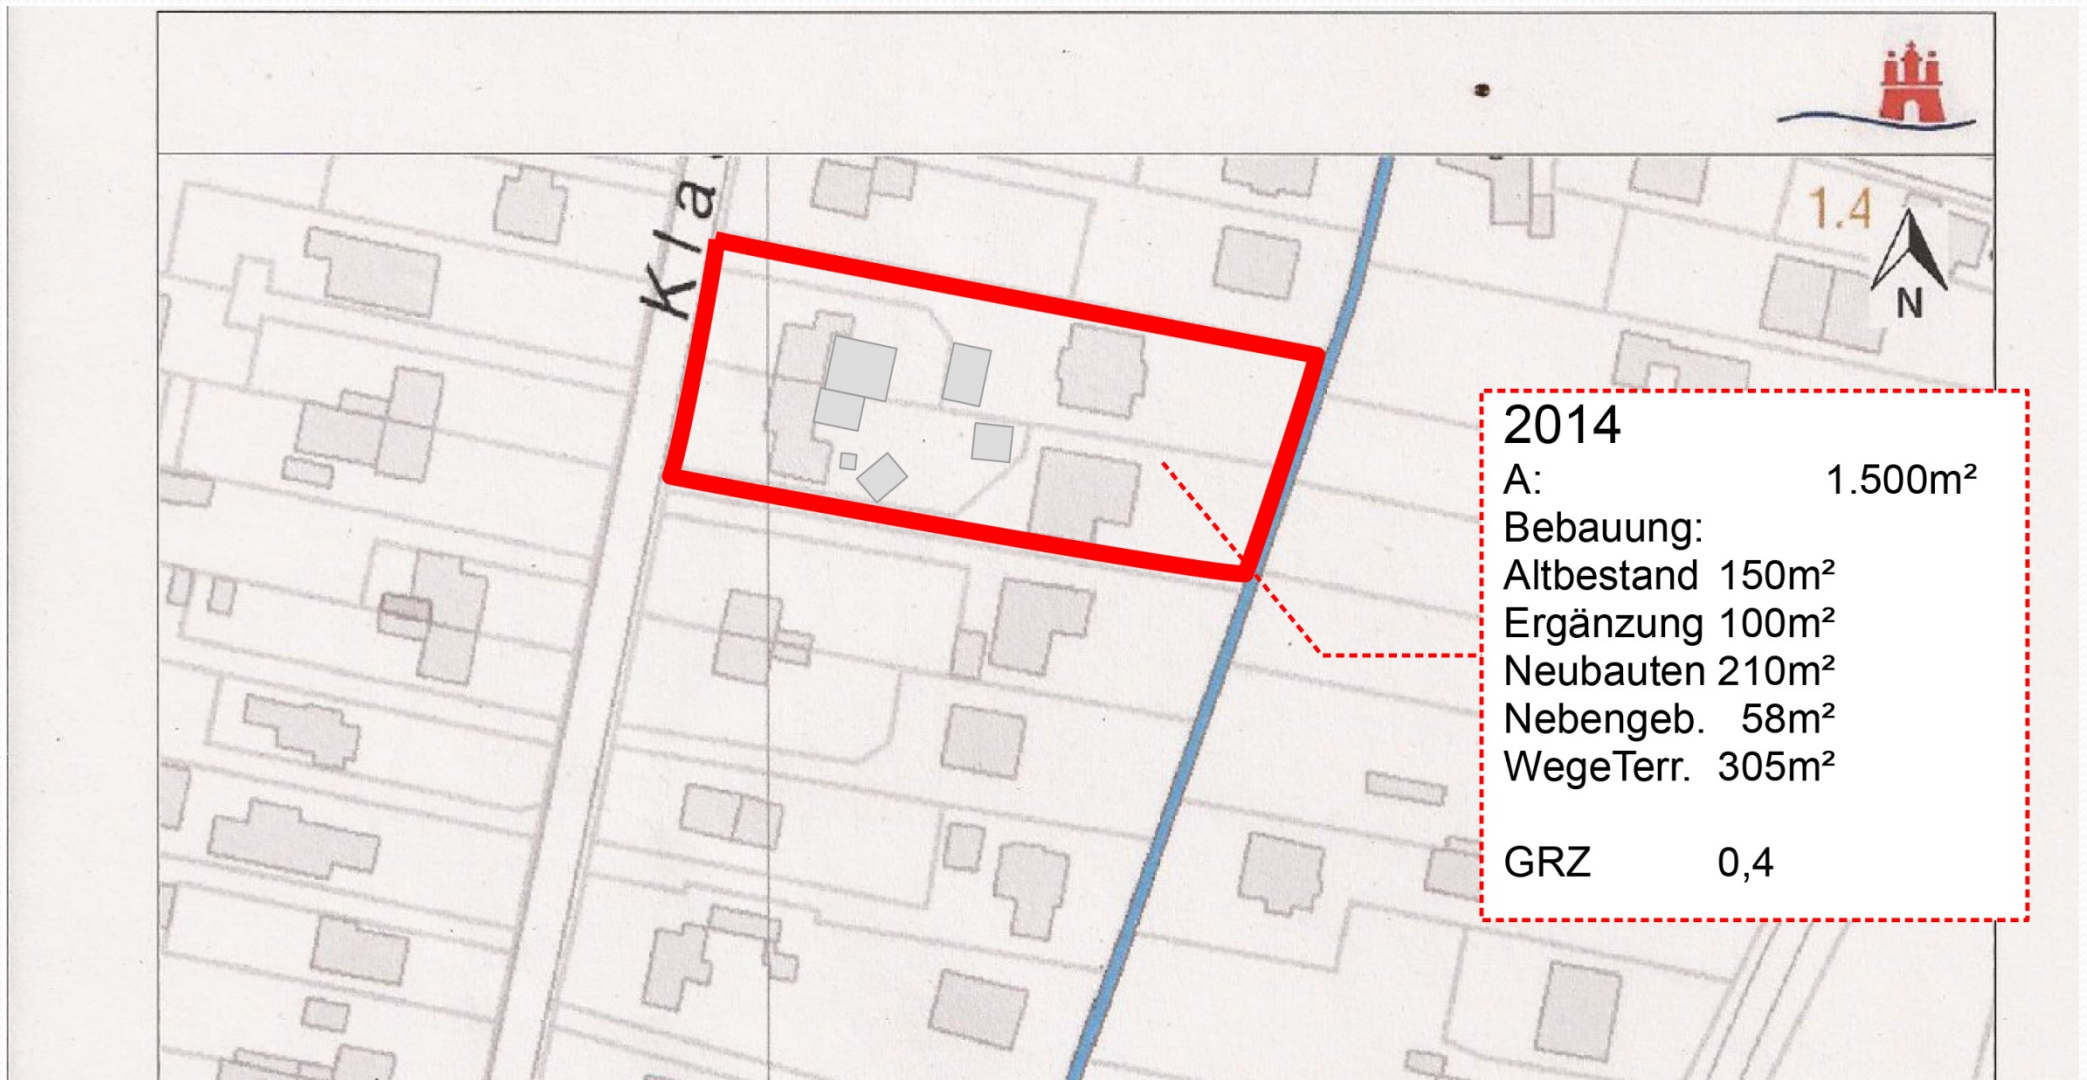 Kla
1.4
N
2014
A: 1.500m²
Bebauung:
Altbestand 150m²
Ergänzung 100m²
Neubauten 210m²
Nebengeb. 58m²
WegeTerr. 305m²
GRZ 0,4